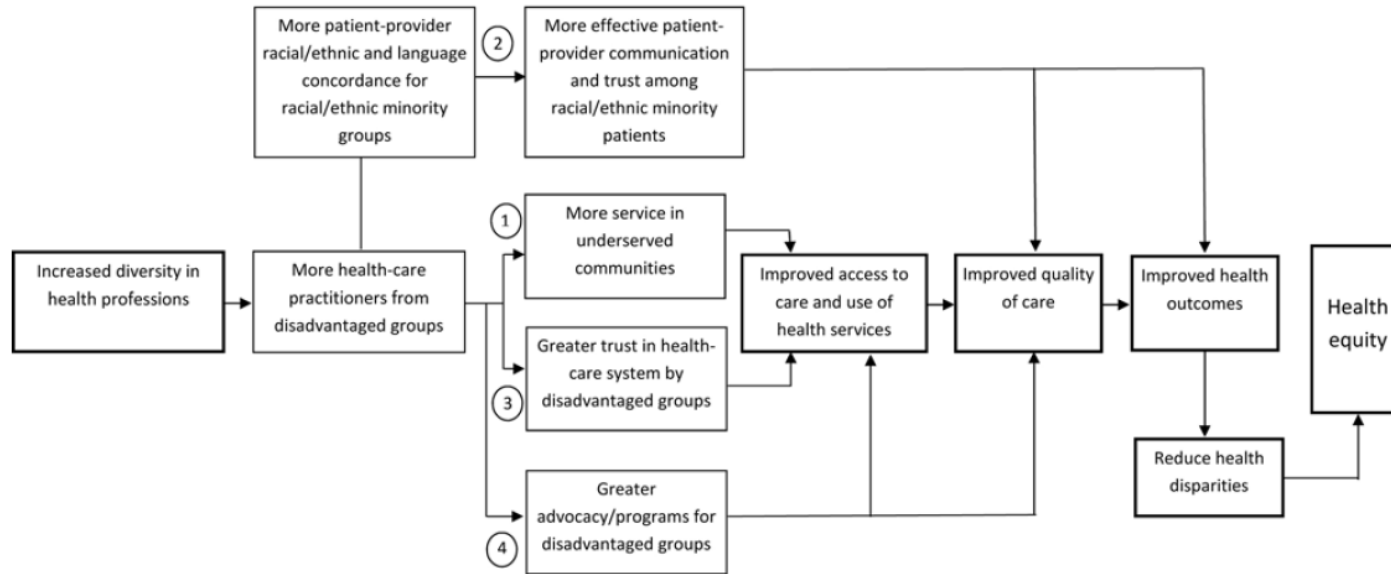 More patient-provider
racial/ethnic and language
concordance for
racial/ethnic minority
groups
2
More effective patient-
provider communication
and trust among
racial/ethnic minority
patients
Increased diversity in
health professions
More health-care
practitioners from
disadvantaged groups
1
More service in
underserved
communities
3
Greater trust in health-
care system by
disadvantaged groups
4
Greater
advocacy/programs for
disadvantaged groups
Improved access to
care and use of
health services
Improved quality
of care
Improved health
outcomes
Reduce health
disparities
Health
equity